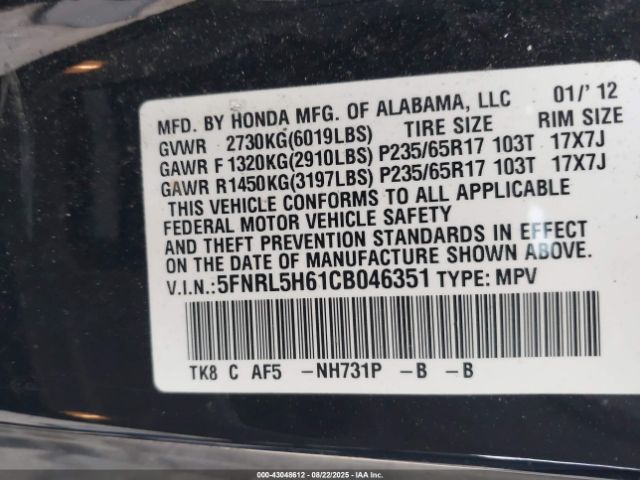 MFD. BY HONDA MFG. OF ALABAMA, LLC 01/'12
GVWR 2730KG(6019LBS) TIRE SIZE RIM SIZE
GAWR F 1320KG(2910LBS) P235/65R17 103T 17X7J
GAWR R1450KG(3197LBS) P235/65R17 103T 17X7J
THIS VEHICLE CONFORMS TO ALL APPLICABLE
FEDERAL MOTOR VEHICLE SAFETY
AND THEFT PREVENTION STANDARDS IN EFFECT
ON THE DATE OF MANUFACTURE SHOWN ABOVE.
V.I.N.:5FNRL5H61CB046351 TYPE: MPV
TK8 C AF5 -NH731P -B -B
000-43048612 - 08/22/2025 - IAAI.COM